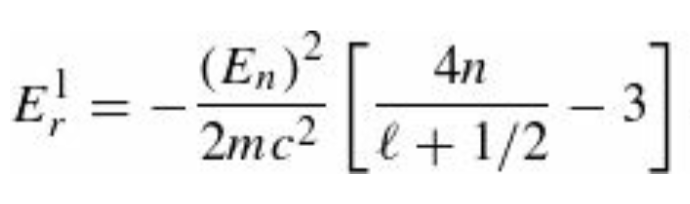 E_r^1 = -\frac{(E_n)^2}{2mc^2} \left[ \frac{4n}{\ell + 1/2} - 3 \right]